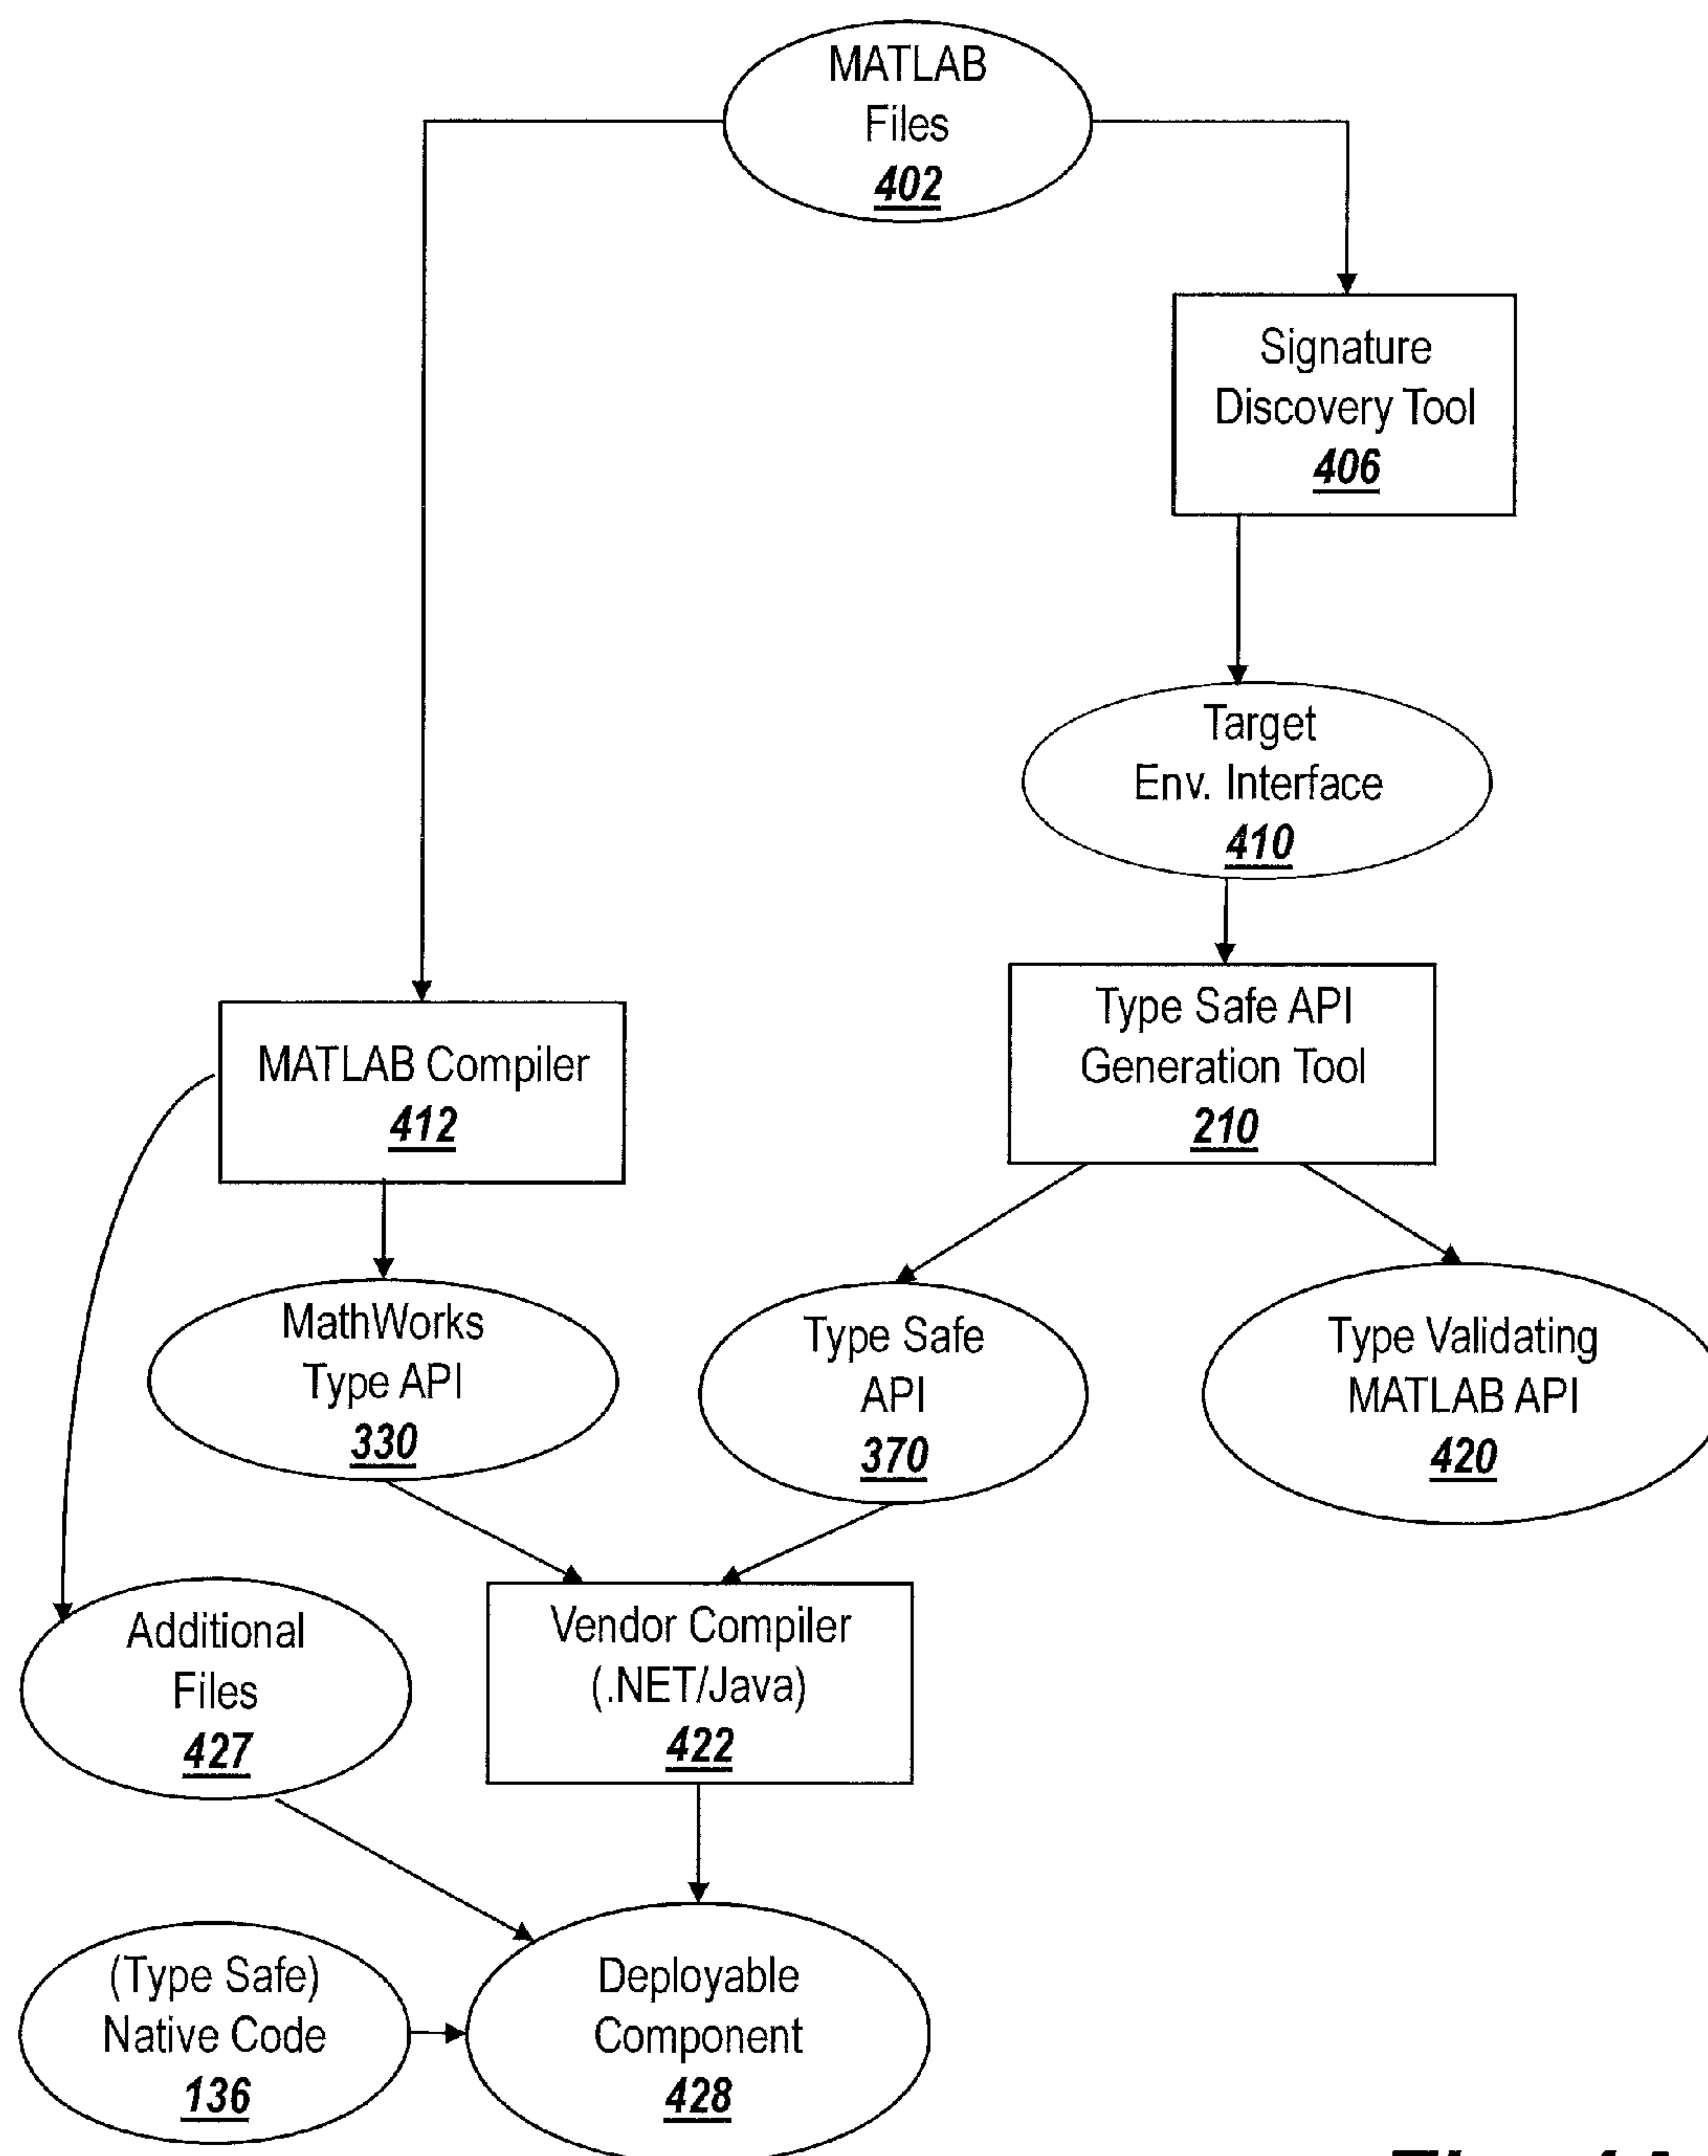 MATLAB
Files
402
Signature
Discovery Tool
406
Target
Env. Interface
410
Type Safe API
Generation Tool
210
MATLAB Compiler
412
MathWorks
Type API
330
Type Safe
API
370
Type Validating
MATLAB API
420
Additional
Files
427
Vendor Compiler
(.NET/Java)
422
(Type Safe)
Native Code
136
Deployable
Component
428